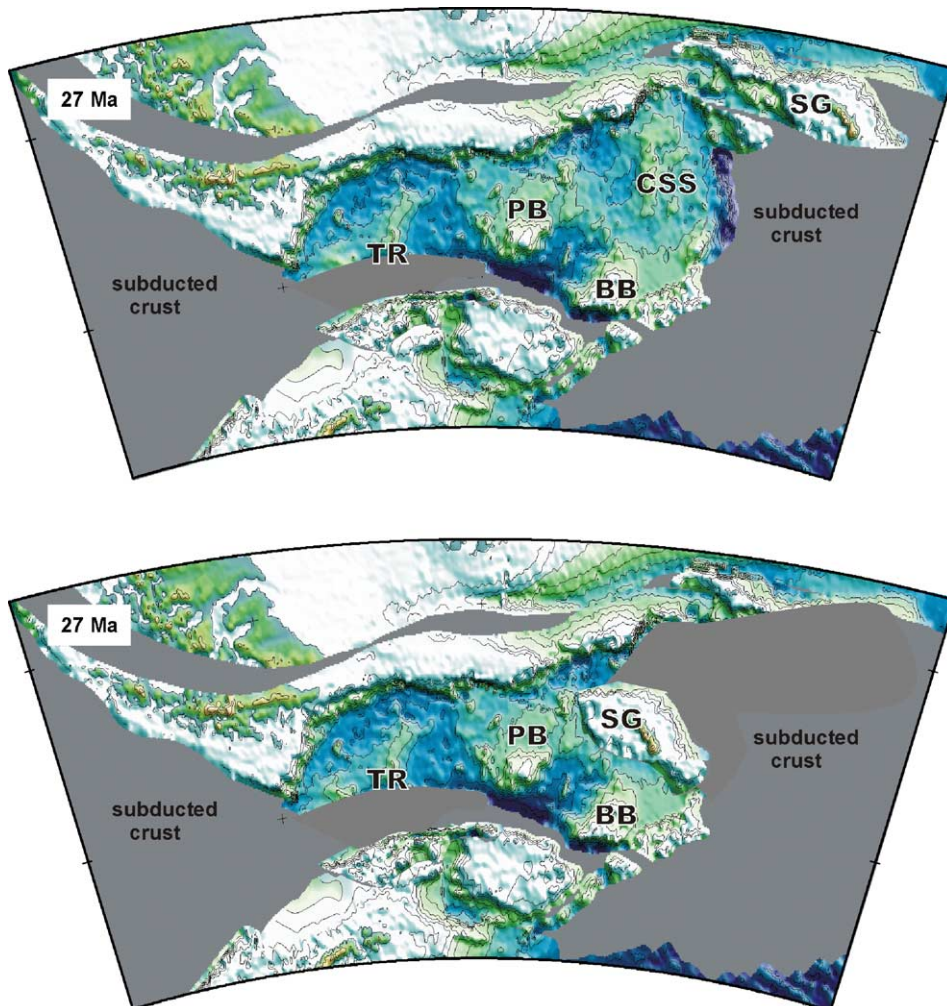 27 Ma
SG
CSS
PB
subducted
crust
TR
BB
subducted
crust
27 Ma
SG
PB
subducted
crust
TR
BB
subducted
crust